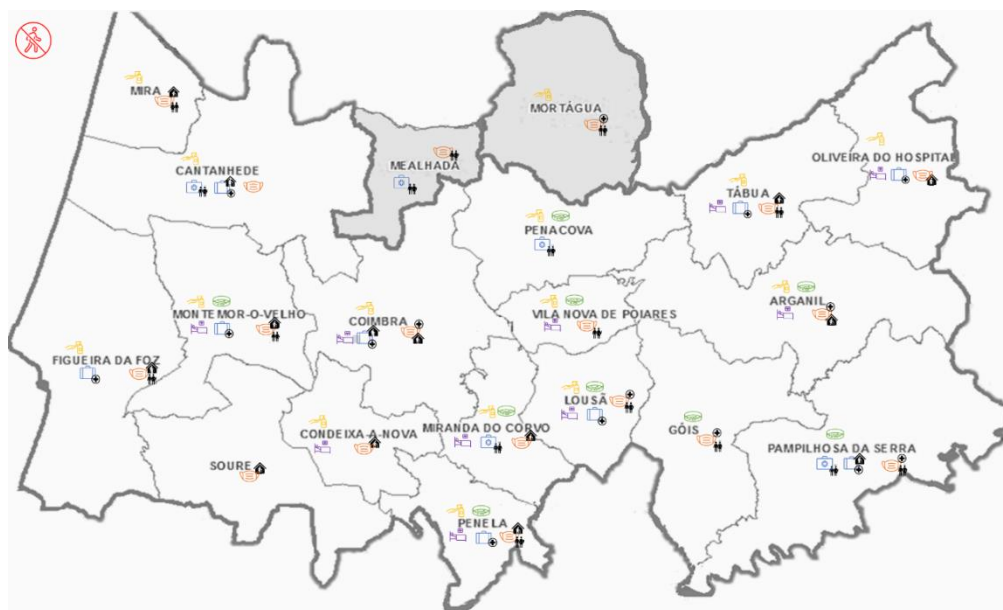 MIRA
MORTÁGUA
OLIVEIRA DO HOSPITAL
CANTANHEDE
MEALHADA
TÁBUA
PENACOVA
ARGANIL
MONTEMOR-O-VELHO
COIMBRA
VILA NOVA DE POIARES
FIGUEIRA DA FOZ
LOUSÃ
CONDEIXA-A-NOVA
MIRANDA DO CORVO
GÓIS
PAMPILHOSA DA SERRA
SOURE
PENELA